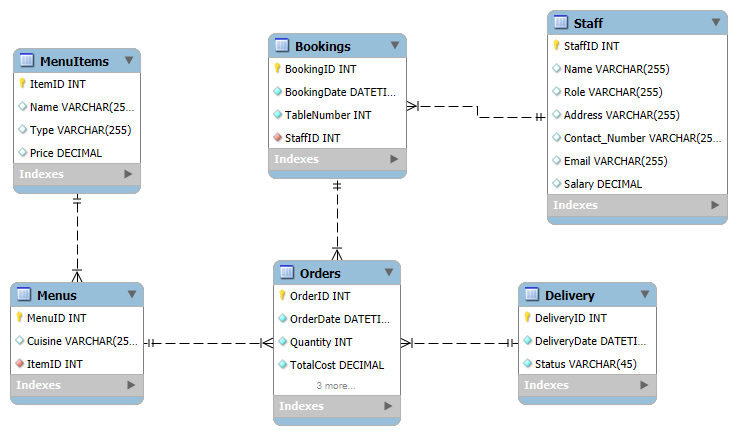 MenuItems
ItemID INT
Name VARCHAR(25...
Type VARCHAR(255)
Price DECIMAL
Indexes
Bookings
BookingID INT
BookingDate DATETI...
TableNumber INT
StaffID INT
Indexes
Staff
StaffID INT
Name VARCHAR(255)
Role VARCHAR(255)
Address VARCHAR(255)
Contact_Number VARCHAR(25...
Email VARCHAR(255)
Salary DECIMAL
Indexes
Menus
MenuID INT
Cuisine VARCHAR(25...
ItemID INT
Indexes
Orders
OrderID INT
OrderDate DATETI...
Quantity INT
TotalCost DECIMAL
3 more...
Indexes
Delivery
DeliveryID INT
DeliveryDate DATETI...
Status VARCHAR(45)
Indexes